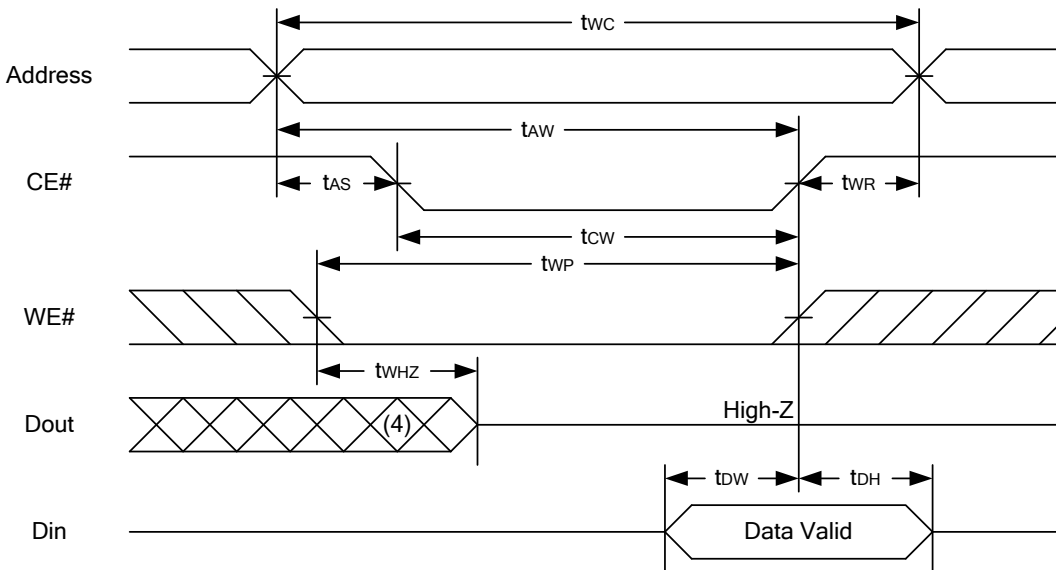 tWC
Address
tAW
CE#
tAS
tWR
tCW
tWP
WE#
tWHZ
Dout
(4)
High-Z
tDW
tDH
Din
Data Valid